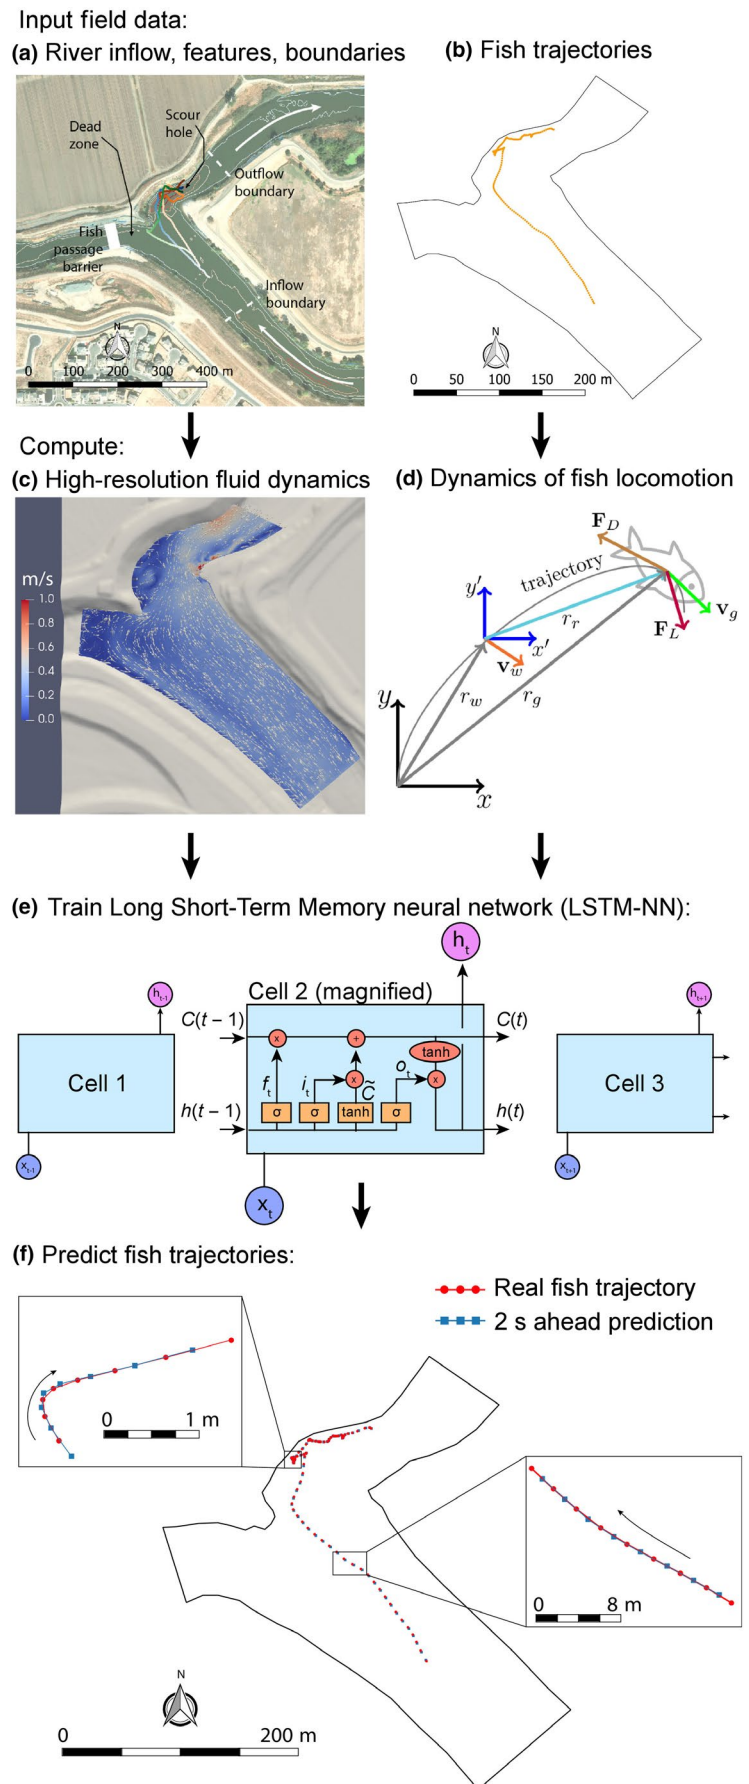 Input field data:
(a) River inflow, features, boundaries
Dead
zone
Scour
hole
Outflow
boundary
Fish
passage
barrier
Inflow
boundary
N
0 100 200 300 400 m
(b) Fish trajectories
N
0 50 100 150 200 m
Compute:
(c) High-resolution fluid dynamics
m/s
1.0
0.8
0.6
0.4
0.2
0.0
(d) Dynamics of fish locomotion
F_D
trajectory
y′
r_r
v_g
F_L
x′
v_w
y
r_w
r_g
x
(e) Train Long Short-Term Memory neural network (LSTM-NN):
h_t
h_t-1
Cell 2 (magnified)
h_t+1
C(t−1)
C(t)
x
+
tanh
Cell 1
f_t
i_t
x
C̃
o_t
x
Cell 3
h(t−1)
σ
σ
tanh
σ
h(t)
x_t-1
x_t
x_t+1
(f) Predict fish trajectories:
Real fish trajectory
2 s ahead prediction
0 1 m
0 8 m
N
0 200 m